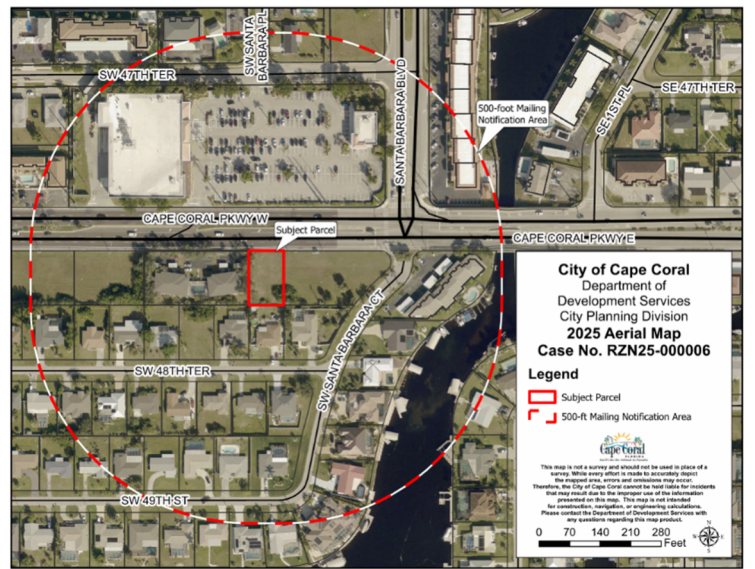 SW SANTA
BARBARA PL
SW 47TH TER
SANTA BARBARA BLVD
500-foot Mailing
Notification Area
SE 1ST PL
SE 47TH TER
CAPE CORAL PKWY W
Subject Parcel
CAPE CORAL PKWY E
SW SANTA BARBARA CT
SW 48TH TER
SW 49TH ST
City of Cape Coral
Department of
Development Services
City Planning Division
2025 Aerial Map
Case No. RZN25-000006
Legend
Subject Parcel
500-ft Mailing Notification Area
Cape Coral
FLORIDA
This map is not a survey and should not be used in place of a
survey. While every effort is made to accurately depict
the mapped area, errors and omissions may occur.
Therefore, the City of Cape Coral cannot be held liable for incidents
that may result due to the improper use of the information
presented on this map. This map is not intended
for construction, navigation, or engineering calculations.
Please contact the Department of Development Services with
any questions regarding this map product.
N
W E
S
0 70 140 210 280
Feet